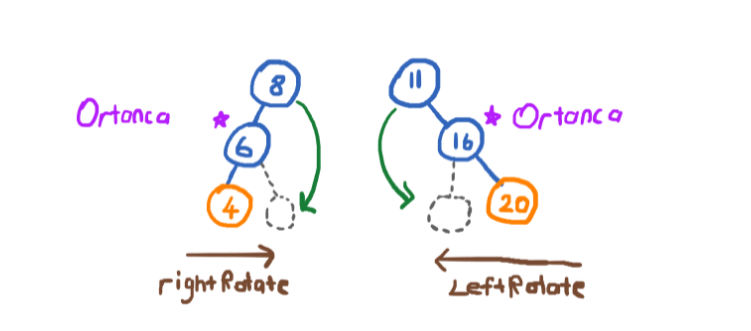 8
11
Ortanca
★ Ortanca
6
16
4
20
rightRotate
LeftRotate